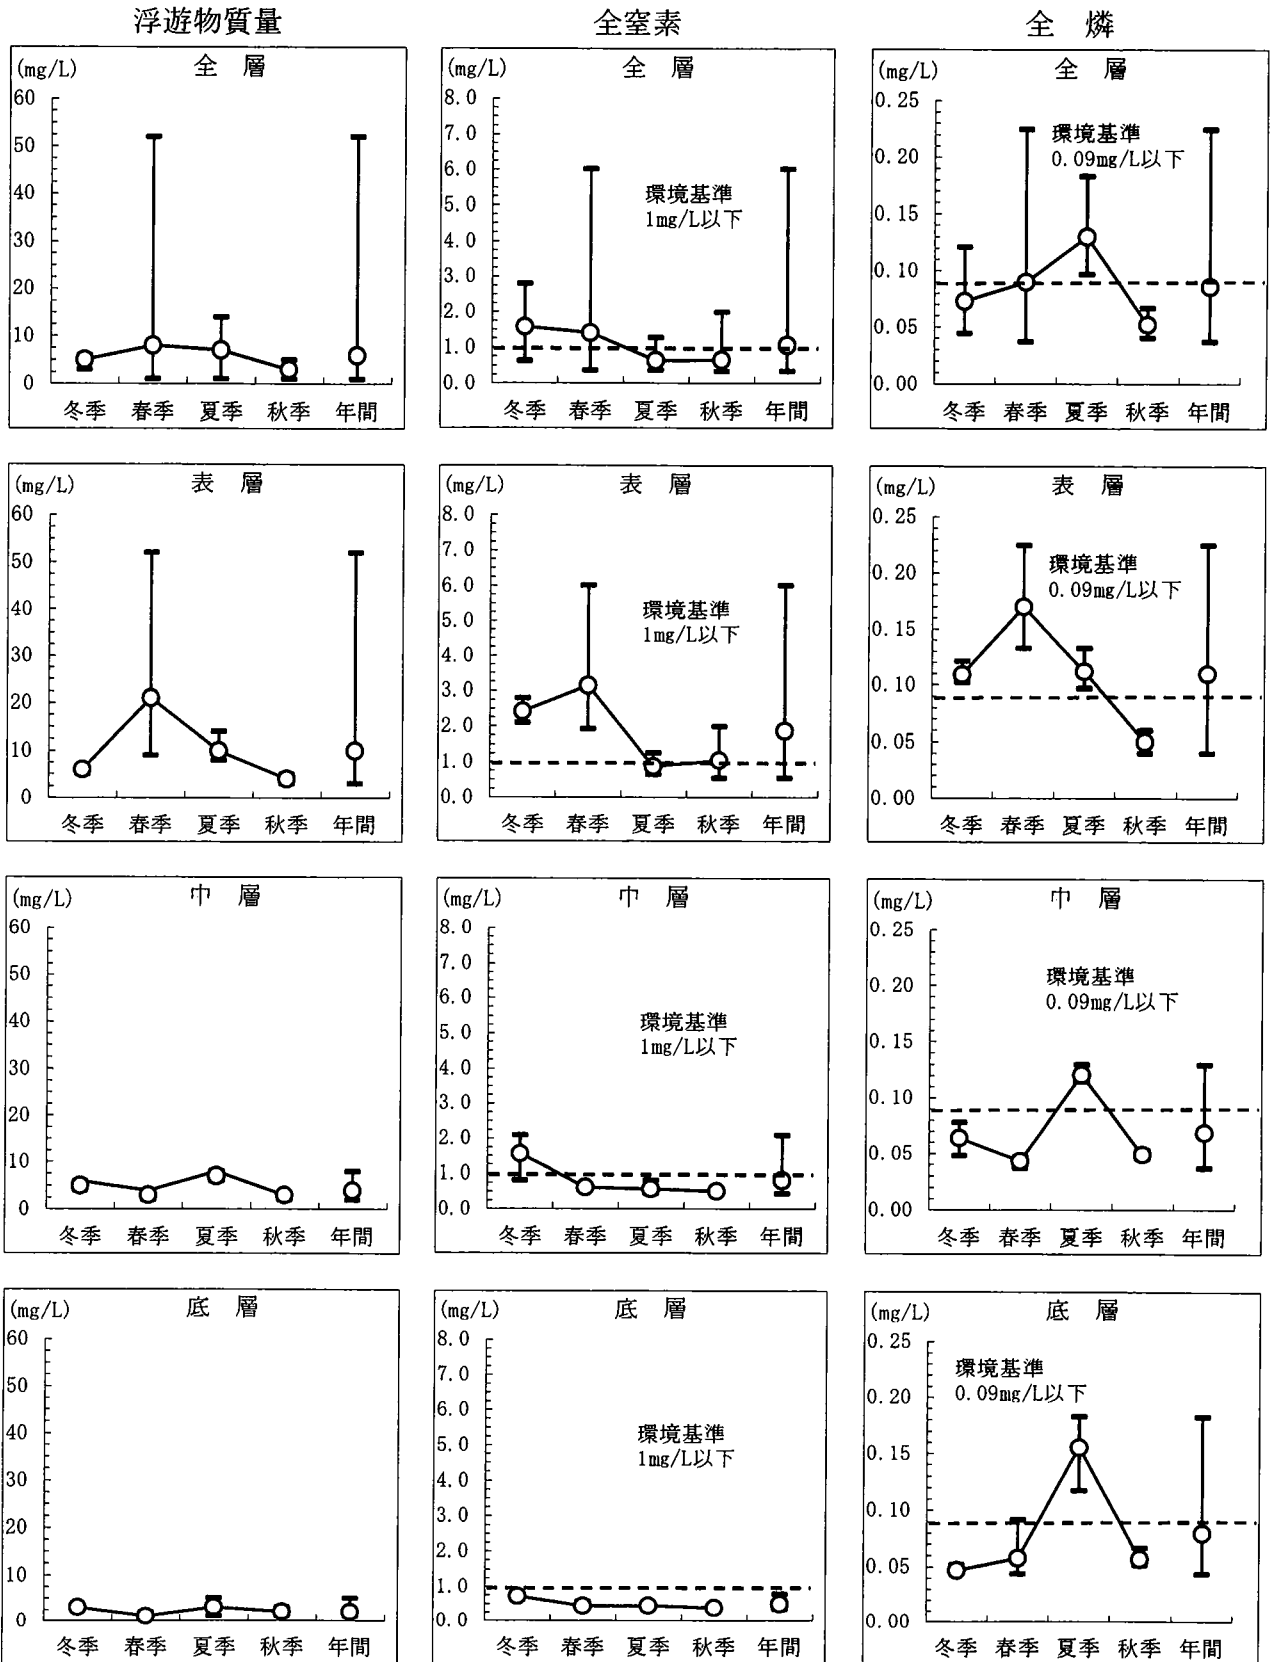 浮遊物質量
全窒素
全 燐
(mg/L)
全 層
60
50
40
30
20
10
0
冬季 春季 夏季 秋季 年間
(mg/L)
全 層
8.0
7.0
6.0
5.0
4.0
3.0
2.0
1.0
0.0
環境基準
1mg/L以下
冬季 春季 夏季 秋季 年間
(mg/L)
全 層
0.25
0.20
0.15
0.10
0.05
0.00
環境基準
0.09mg/L以下
冬季 春季 夏季 秋季 年間
(mg/L)
表 層
60
50
40
30
20
10
0
冬季 春季 夏季 秋季 年間
(mg/L)
表 層
8.0
7.0
6.0
5.0
4.0
3.0
2.0
1.0
0.0
環境基準
1mg/L以下
冬季 春季 夏季 秋季 年間
(mg/L)
表 層
0.25
0.20
0.15
0.10
0.05
0.00
環境基準
0.09mg/L以下
冬季 春季 夏季 秋季 年間
(mg/L)
中 層
60
50
40
30
20
10
0
冬季 春季 夏季 秋季 年間
(mg/L)
中 層
8.0
7.0
6.0
5.0
4.0
3.0
2.0
1.0
0.0
環境基準
1mg/L以下
冬季 春季 夏季 秋季 年間
(mg/L)
中 層
0.25
0.20
0.15
0.10
0.05
0.00
環境基準
0.09mg/L以下
冬季 春季 夏季 秋季 年間
(mg/L)
底 層
60
50
40
30
20
10
0
冬季 春季 夏季 秋季 年間
(mg/L)
底 層
8.0
7.0
6.0
5.0
4.0
3.0
2.0
1.0
0.0
環境基準
1mg/L以下
冬季 春季 夏季 秋季 年間
(mg/L)
底 層
0.25
0.20
0.15
0.10
0.05
0.00
環境基準
0.09mg/L以下
冬季 春季 夏季 秋季 年間